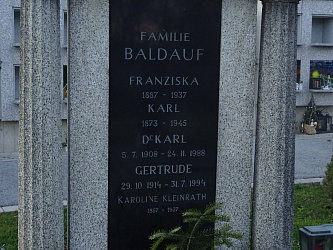 FAMILIE
BALDAUF
FRANZISKA
1887 - 1937
KARL
1873 - 1945
Dr KARL
5. 7. 1908 - 24. 11. 1988
GERTRUDE
29. 10. 1914 - 31. 7. 1994
KAROLINE KLEINRATH